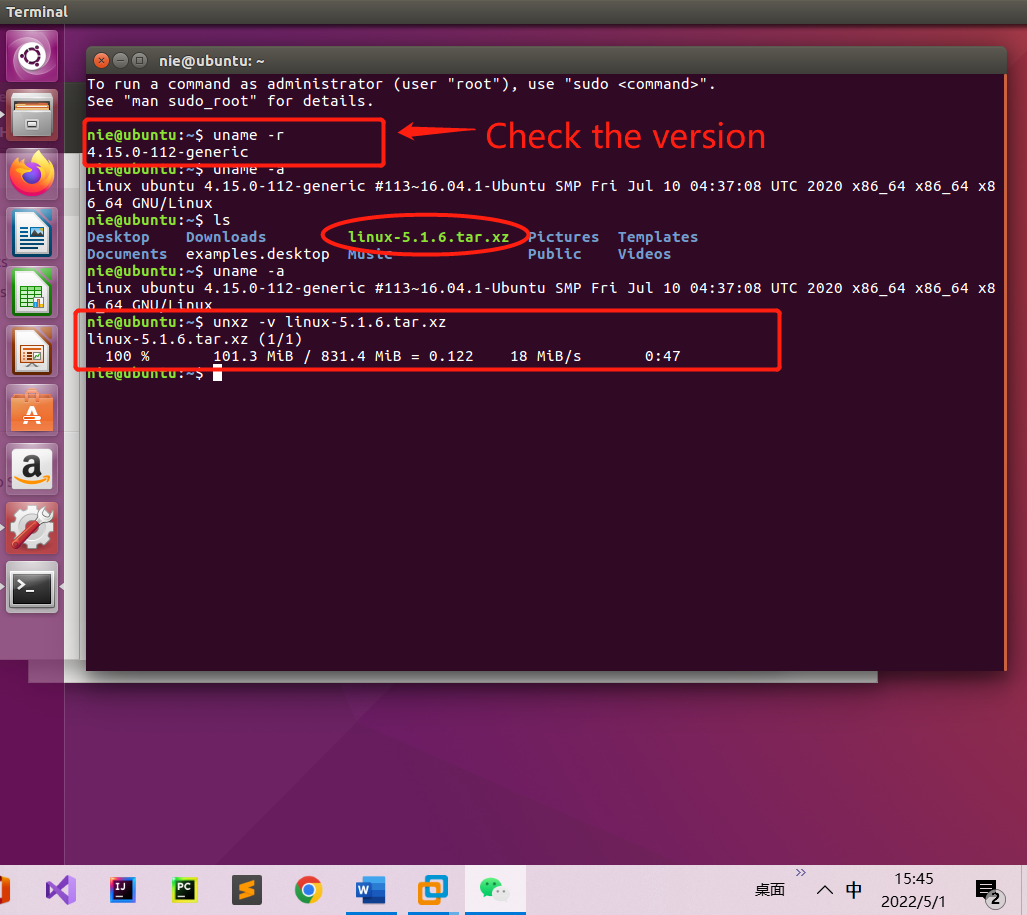 Terminal
nie@ubuntu: ~
To run a command as administrator (user "root"), use "sudo <command>".
See "man sudo_root" for details.
nie@ubuntu:~$ uname -r
Check the version
4.15.0-112-generic
nie@ubuntu:~$ uname -a
Linux ubuntu 4.15.0-112-generic #113~16.04.1-Ubuntu SMP Fri Jul 10 04:37:08 UTC 2020 x86_64 x86_64 x8
6_64 GNU/Linux
nie@ubuntu:~$ ls
Desktop Downloads linux-5.1.6.tar.xz Pictures Templates
Documents examples.desktop Music Public Videos
nie@ubuntu:~$ uname -a
Linux ubuntu 4.15.0-112-generic #113~16.04.1-Ubuntu SMP Fri Jul 10 04:37:08 UTC 2020 x86_64 x86_64 x8
6_64 GNU/Linux
nie@ubuntu:~$ unxz -v linux-5.1.6.tar.xz
linux-5.1.6.tar.xz (1/1)
100 % 101.3 MiB / 831.4 MiB = 0.122 18 MiB/s 0:47
nie@ubuntu:~$
IJ
PC
W
桌面
中
15:45
2022/5/1
2